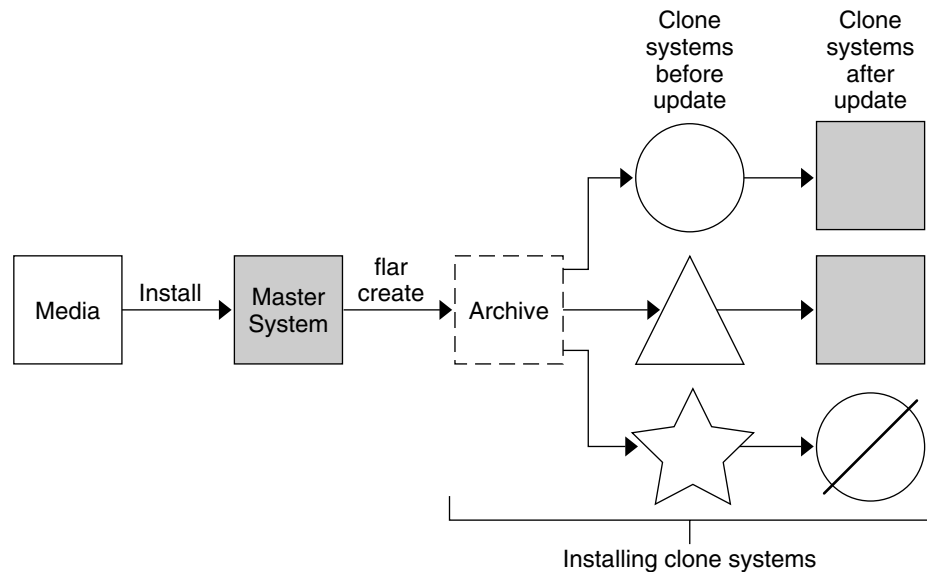 Clone
systems
before
update
Clone
systems
after
update
Media
Install
Master
System
flar
create
Archive
Installing clone systems